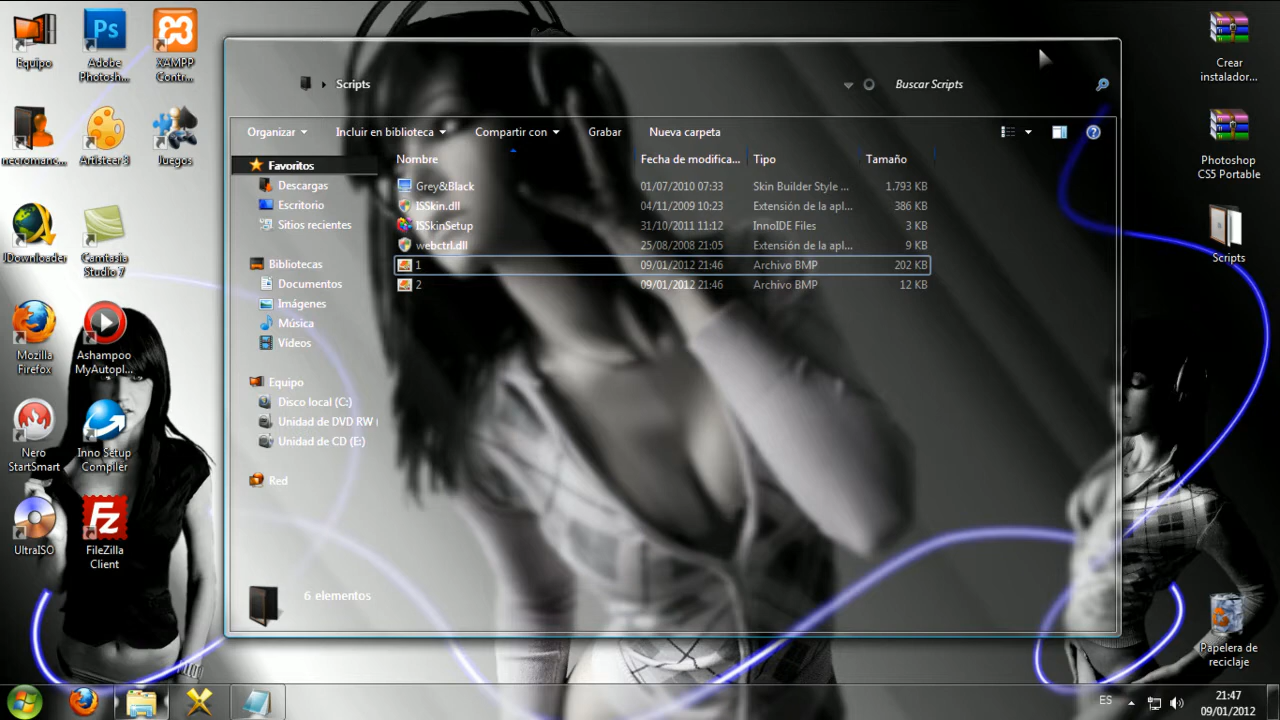 Equipo
Adobe
Photosh...
XAMPP
Contr...
necroman...
Artisteer 3
Juegos
JDownloader
Camtasia
Studio 7
Mozilla
Firefox
Ashampoo
MyAutopl...
Nero
StartSmart
Inno Setup
Compiler
UltraISO
FileZilla
Client
Scripts
Buscar Scripts
Organizar
Incluir en biblioteca
Compartir con
Grabar
Nueva carpeta
Favoritos
Descargas
Escritorio
Sitios recientes
Bibliotecas
Documentos
Imágenes
Música
Vídeos
Equipo
Disco local (C:)
Unidad de DVD RW
Unidad de CD (E:)
Red
Nombre Fecha de modifica... Tipo Tamaño
Grey&Black 01/07/2010 07:33 Skin Builder Style ... 1.793 KB
ISSkin.dll 04/11/2009 10:23 Extensión de la apl... 386 KB
ISSkinSetup 31/10/2011 11:12 InnoIDE Files 3 KB
webctrl.dll 25/08/2008 21:05 Extensión de la apl... 9 KB
1 09/01/2012 21:46 Archivo BMP 202 KB
2 09/01/2012 21:46 Archivo BMP 12 KB
6 elementos
Crear
instalador...
Photoshop
CS5 Portable
Scripts
Papelera de
reciclaje
ES
21:47
09/01/2012